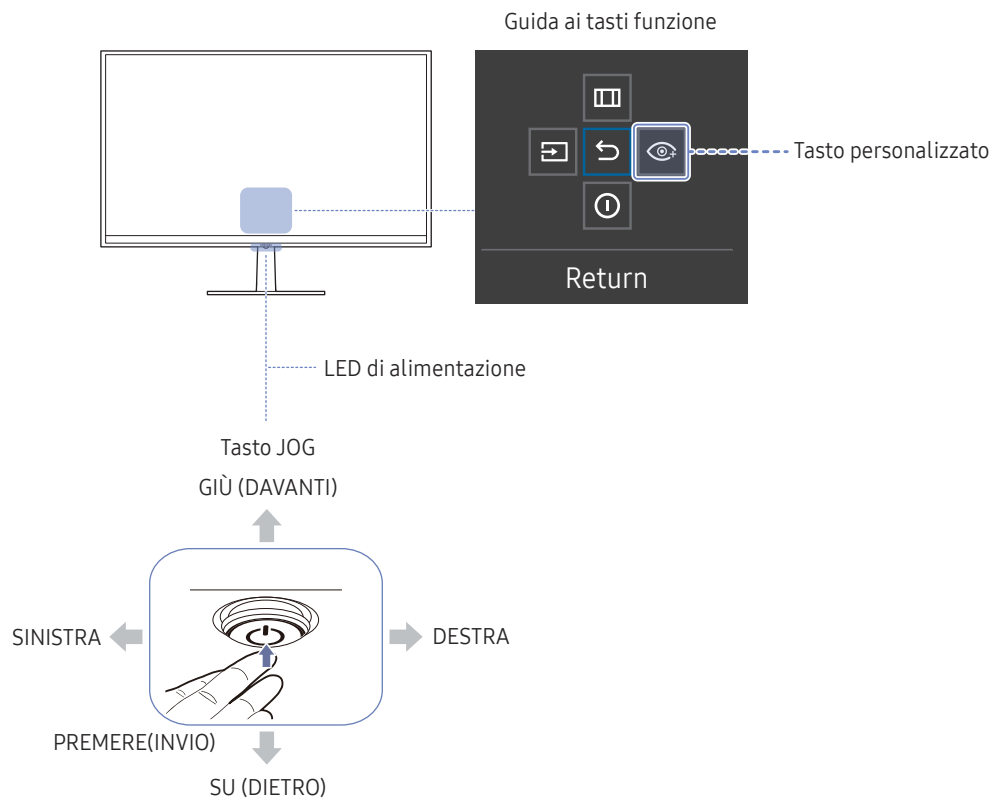 Guida ai tasti funzione
Tasto personalizzato
Return
LED di alimentazione
Tasto JOG
GIÙ (DAVANTI)
SINISTRA
DESTRA
PREMERE(INVIO)
SU (DIETRO)